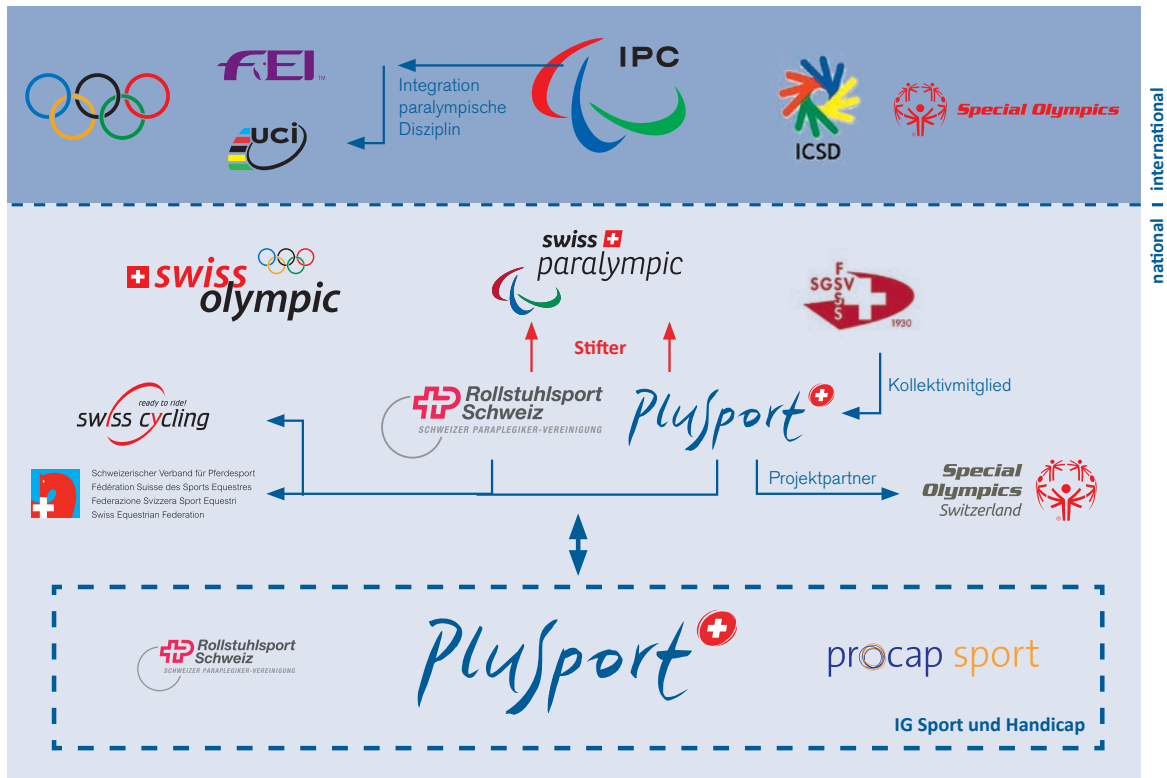 FEI
TM
IPC
Integration
paralympische
Disziplin
uci
ICSD
Special Olympics
international
national
swiss
olympic
swiss
paralympic
F
SGSV
S
S
1930
Stifter
Kollektivmitglied
ready to ride!
swiss cycling
Rollstuhlsport
Schweiz
SCHWEIZER PARAPLEGIKER-VEREINIGUNG
PluSport
Schweizerischer Verband für Pferdesport
Fédération Suisse des Sports Equestres
Federazione Svizzera Sport Equestri
Swiss Equestrian Federation
Projektpartner
Special
Olympics
Switzerland
Rollstuhlsport
Schweiz
SCHWEIZER PARAPLEGIKER-VEREINIGUNG
PluSport
procap sport
IG Sport und Handicap